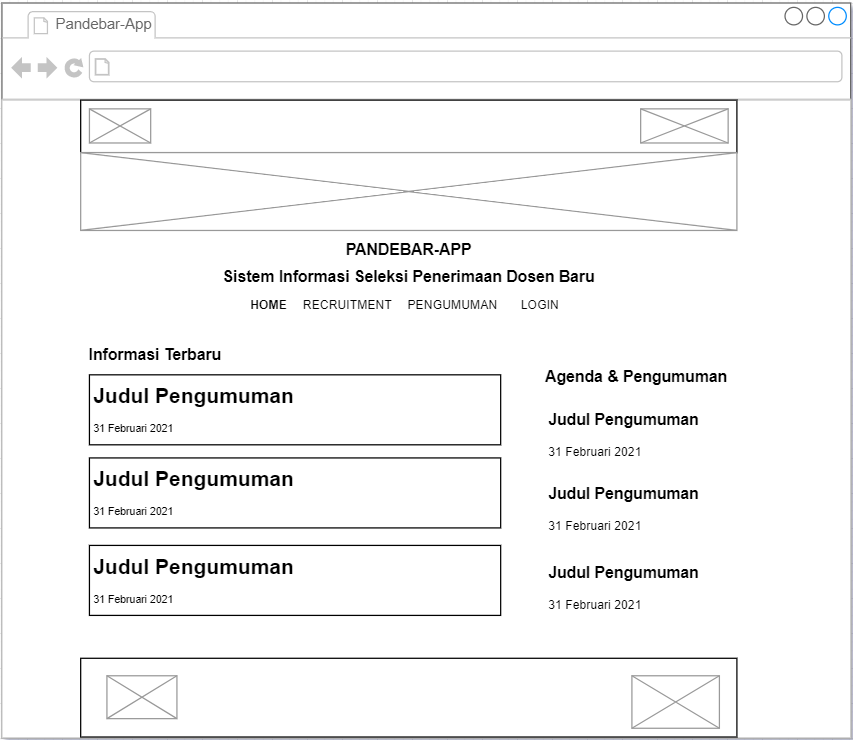 Pandebar-App
PANDEBAR-APP
Sistem Informasi Seleksi Penerimaan Dosen Baru
HOME RECRUITMENT PENGUMUMAN LOGIN
Informasi Terbaru
Judul Pengumuman
31 Februari 2021
Judul Pengumuman
31 Februari 2021
Judul Pengumuman
31 Februari 2021
Agenda & Pengumuman
Judul Pengumuman
31 Februari 2021
Judul Pengumuman
31 Februari 2021
Judul Pengumuman
31 Februari 2021